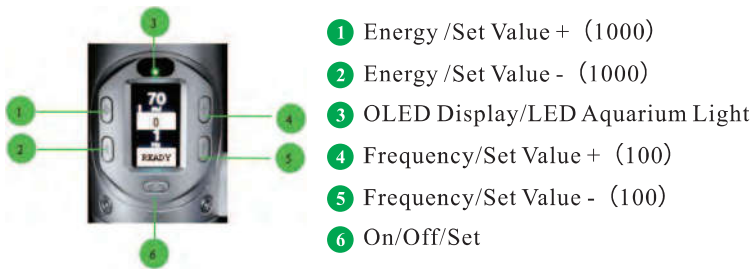 3
1
2
4
5
6
70
0
1
READY
1 Energy /Set Value +（1000）
2 Energy /Set Value -（1000）
3 OLED Display/LED Aquarium Light
4 Frequency/Set Value +（100）
5 Frequency/Set Value -（100）
6 On/Off/Set